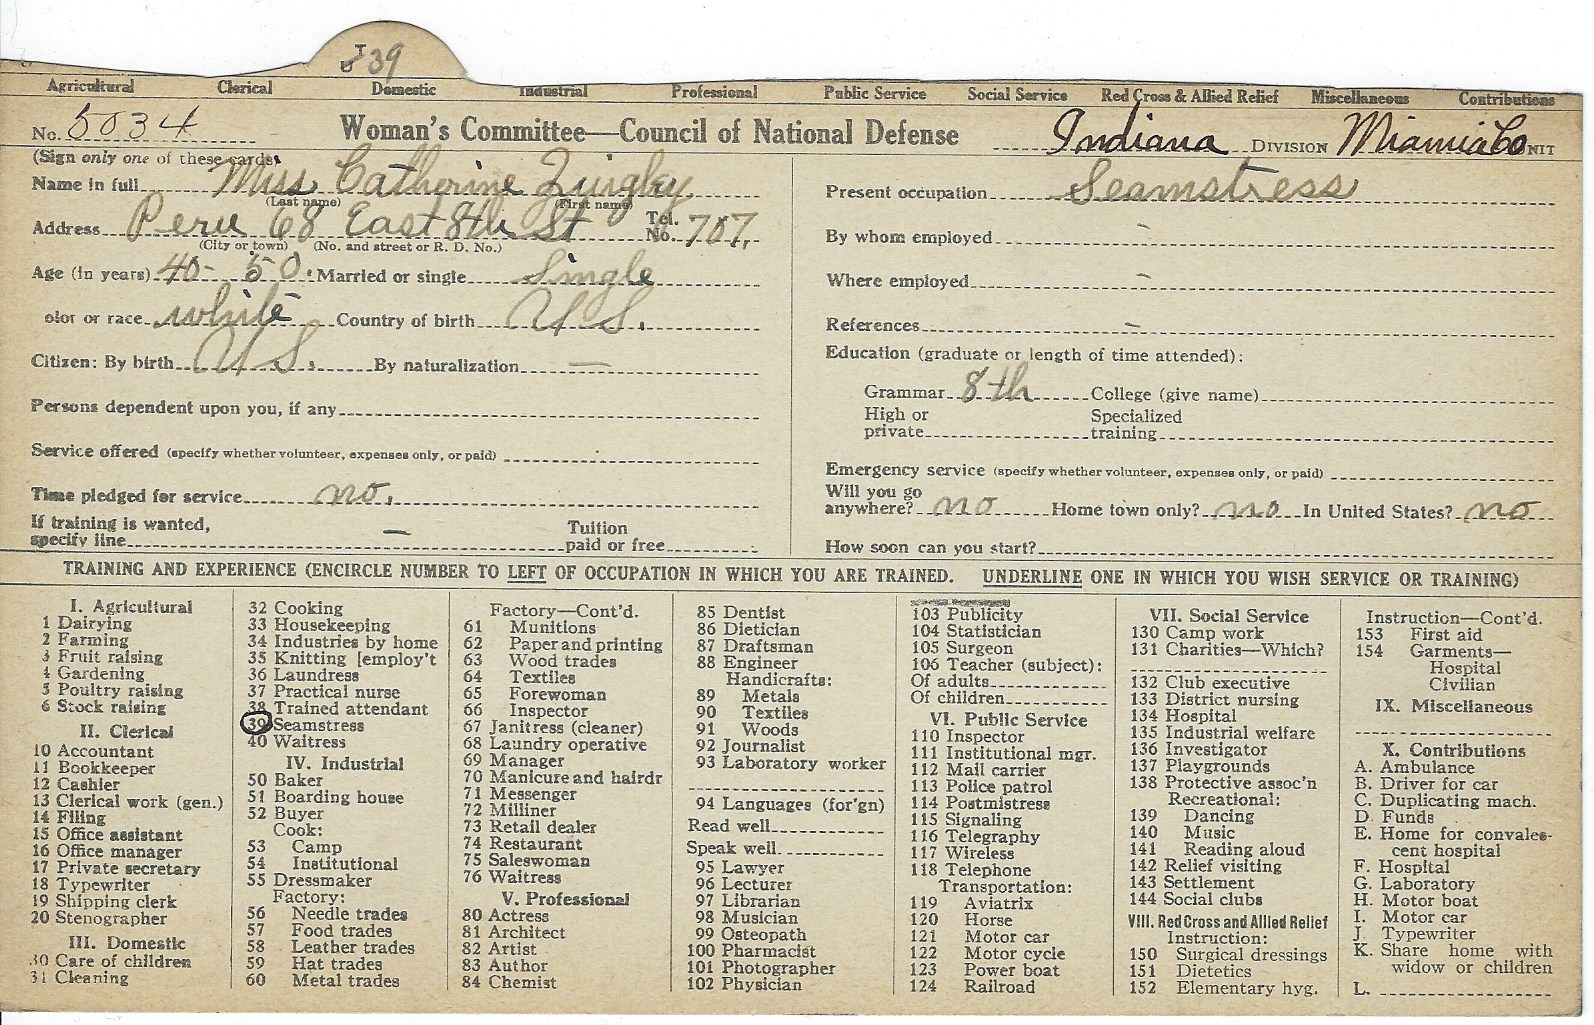 39
Agricultural Clerical Domestic Industrial Professional Public Service Social Service Red Cross & Allied Relief Miscellaneous Contributions
No. 5034 Woman's Committee—Council of National Defense Indiana DIVISION Miami Co NIT
(Sign only one of these cards)
Name in full Miss Catherine Quigley
(Last name) (First name)
Address Peru 68 East 8th St Tel. No. 707,
(City or town) (No. and street or R. D. No.)
Age (in years) 40-50. Married or single Single
olor or race white Country of birth U S.
Citizen: By birth U S. By naturalization —
Persons dependent upon you, if any
Service offered (specify whether volunteer, expenses only, or paid)
Time pledged for service no.
If training is wanted,
specify line — Tuition paid or free
Present occupation Seamstress
By whom employed -
Where employed -
References -
Education (graduate or length of time attended):
Grammar 8th College (give name)
High or private Specialized training
Emergency service (specify whether volunteer, expenses only, or paid)
Will you go
anywhere? no Home town only? no In United States? no
How soon can you start?
TRAINING AND EXPERIENCE (ENCIRCLE NUMBER TO LEFT OF OCCUPATION IN WHICH YOU ARE TRAINED. UNDERLINE ONE IN WHICH YOU WISH SERVICE OR TRAINING)
I. Agricultural
1 Dairying
2 Farming
3 Fruit raising
4 Gardening
5 Poultry raising
6 Stock raising
II. Clerical
10 Accountant
11 Bookkeeper
12 Cashier
13 Clerical work (gen.)
14 Filing
15 Office assistant
16 Office manager
17 Private secretary
18 Typewriter
19 Shipping clerk
20 Stenographer
III. Domestic
30 Care of children
31 Cleaning
32 Cooking
33 Housekeeping
34 Industries by home
35 Knitting [employ't
36 Laundress
37 Practical nurse
38 Trained attendant
39 Seamstress
40 Waitress
IV. Industrial
50 Baker
51 Boarding house
52 Buyer
Cook:
53 Camp
54 Institutional
55 Dressmaker
Factory:
56 Needle trades
57 Food trades
58 Leather trades
59 Hat trades
60 Metal trades
Factory—Cont'd.
61 Munitions
62 Paper and printing
63 Wood trades
64 Textiles
65 Forewoman
66 Inspector
67 Janitress (cleaner)
68 Laundry operative
69 Manager
70 Manicure and hairdr
71 Messenger
72 Milliner
73 Retail dealer
74 Restaurant
75 Saleswoman
76 Waitress
V. Professional
80 Actress
81 Architect
82 Artist
83 Author
84 Chemist
85 Dentist
86 Dietician
87 Draftsman
88 Engineer
Handicrafts:
89 Metals
90 Textiles
91 Woods
92 Journalist
93 Laboratory worker
94 Languages (for'gn)
Read well
Speak well
95 Lawyer
96 Lecturer
97 Librarian
98 Musician
99 Osteopath
100 Pharmacist
101 Photographer
102 Physician
103 Publicity
104 Statistician
105 Surgeon
106 Teacher (subject):
Of adults
Of children
VI. Public Service
110 Inspector
111 Institutional mgr.
112 Mail carrier
113 Police patrol
114 Postmistress
115 Signaling
116 Telegraphy
117 Wireless
118 Telephone
Transportation:
119 Aviatrix
120 Horse
121 Motor car
122 Motor cycle
123 Power boat
124 Railroad
VII. Social Service
130 Camp work
131 Charities—Which?
132 Club executive
133 District nursing
134 Hospital
135 Industrial welfare
136 Investigator
137 Playgrounds
138 Protective assoc'n
Recreational:
139 Dancing
140 Music
141 Reading aloud
142 Relief visiting
143 Settlement
144 Social clubs
VIII. Red Cross and Allied Relief
Instruction:
150 Surgical dressings
151 Dietetics
152 Elementary hyg.
Instruction—Cont'd.
153 First aid
154 Garments—
Hospital
Civilian
IX. Miscellaneous
X. Contributions
A. Ambulance
B. Driver for car
C. Duplicating mach.
D. Funds
E. Home for convales-
cent hospital
F. Hospital
G. Laboratory
H. Motor boat
I. Motor car
J. Typewriter
K. Share home with
widow or children
L.